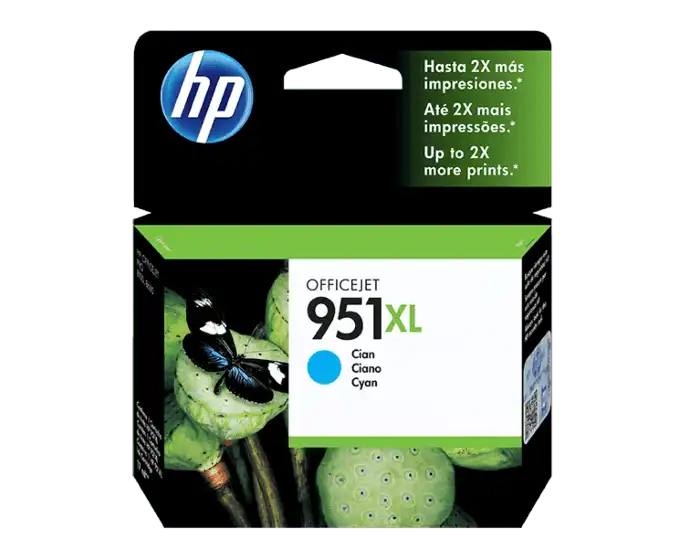 hp
Hasta 2X más
impresiones.*
Até 2X mais
impressões.*
Up to 2X
more prints.*
OFFICEJET
951XL
Cian
Ciano
Cyan